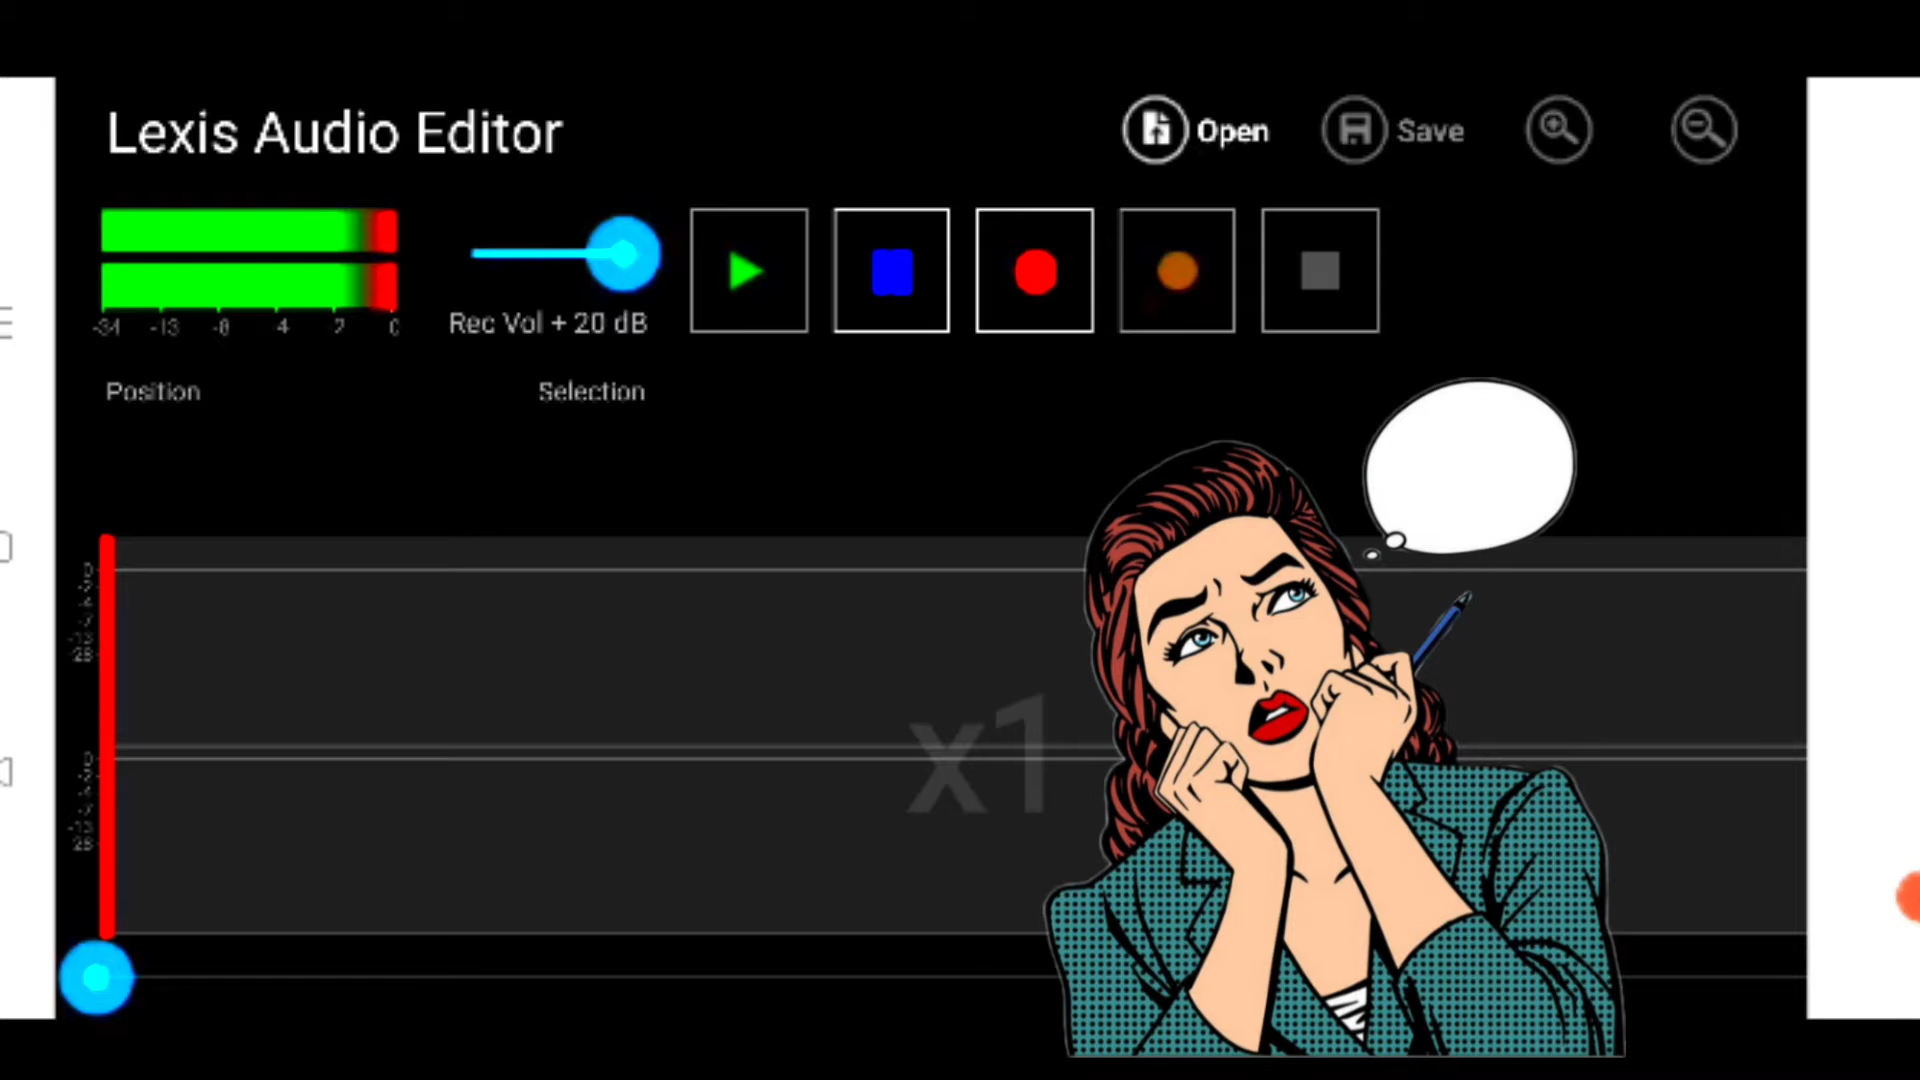 Lexis Audio Editor
Open
Save
-34 -13 -8 4 2 0
Rec Vol + 20 dB
Position
Selection
x1